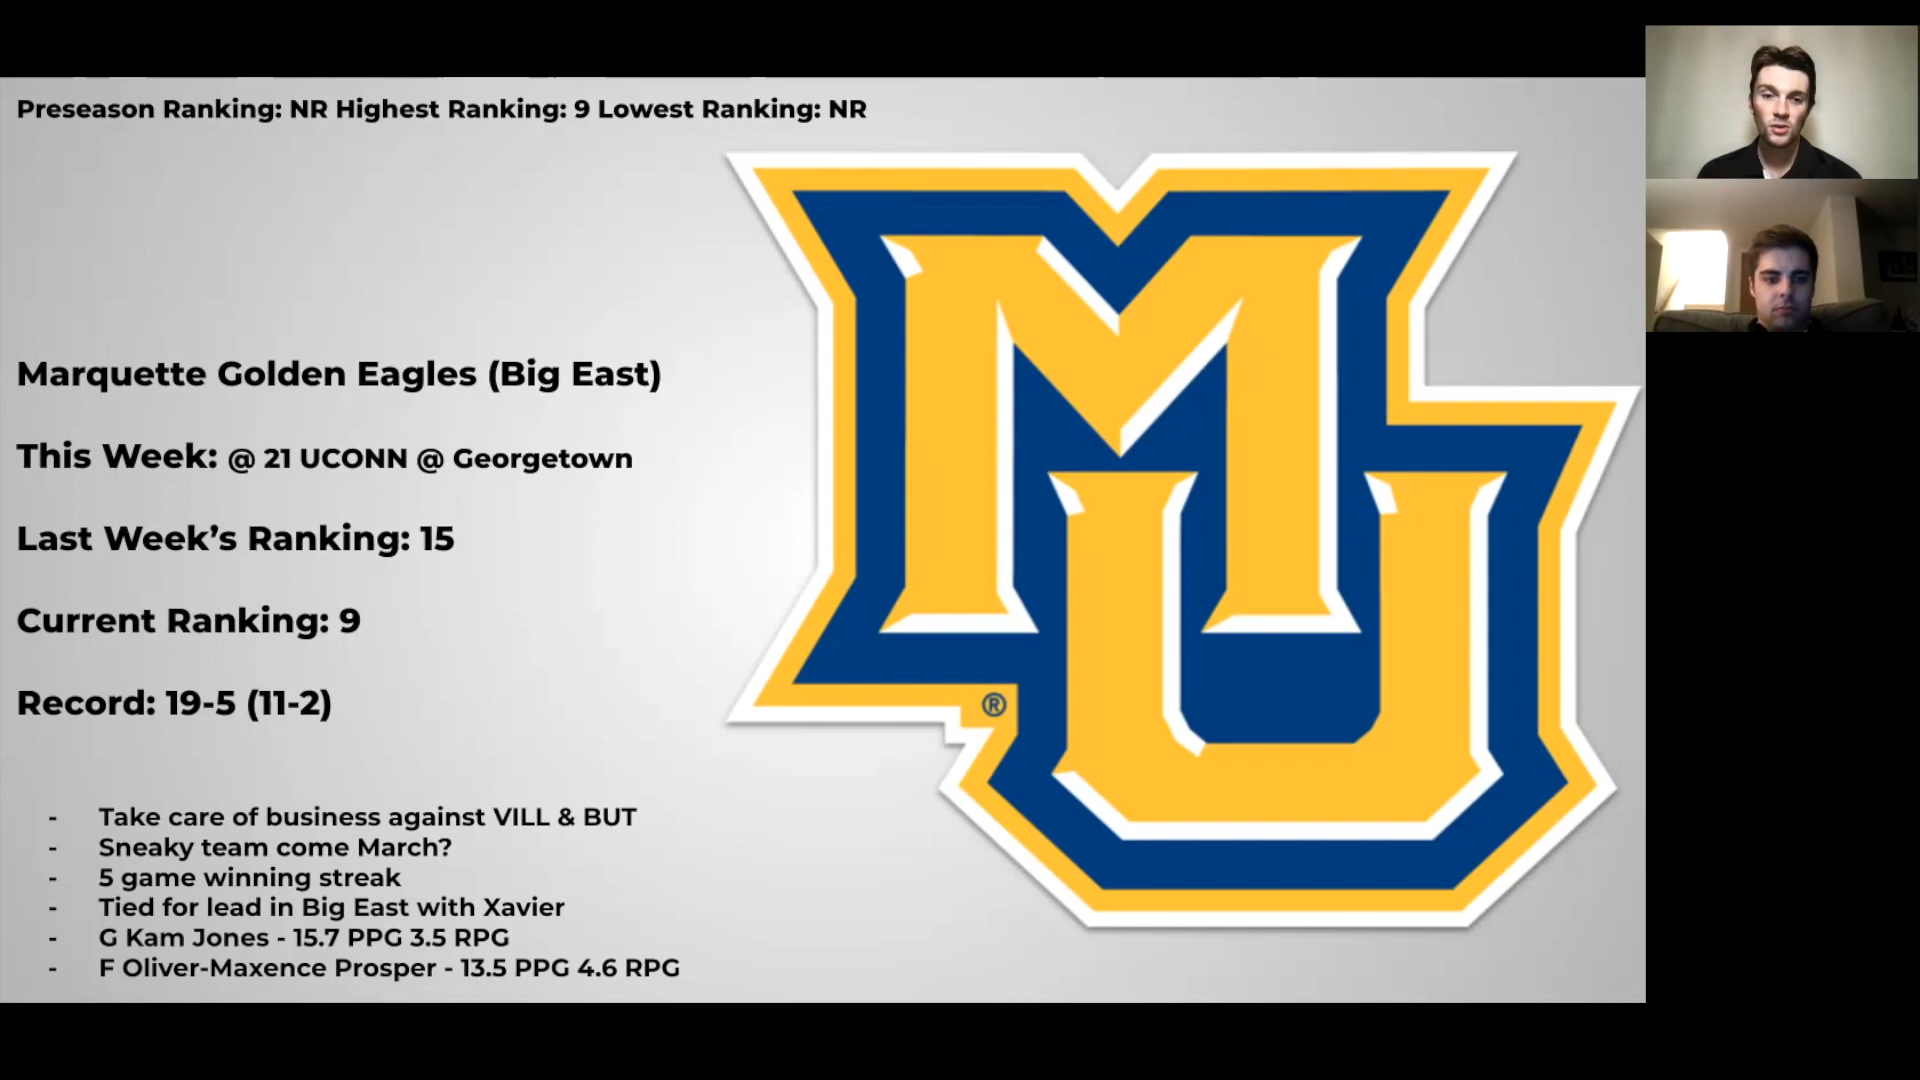 Preseason Ranking: NR Highest Ranking: 9 Lowest Ranking: NR
Marquette Golden Eagles (Big East)
This Week: @ 21 UCONN @ Georgetown
Last Week’s Ranking: 15
Current Ranking: 9
Record: 19-5 (11-2)
- Take care of business against VILL & BUT
- Sneaky team come March?
- 5 game winning streak
- Tied for lead in Big East with Xavier
- G Kam Jones - 15.7 PPG 3.5 RPG
- F Oliver-Maxence Prosper - 13.5 PPG 4.6 RPG
MU
®